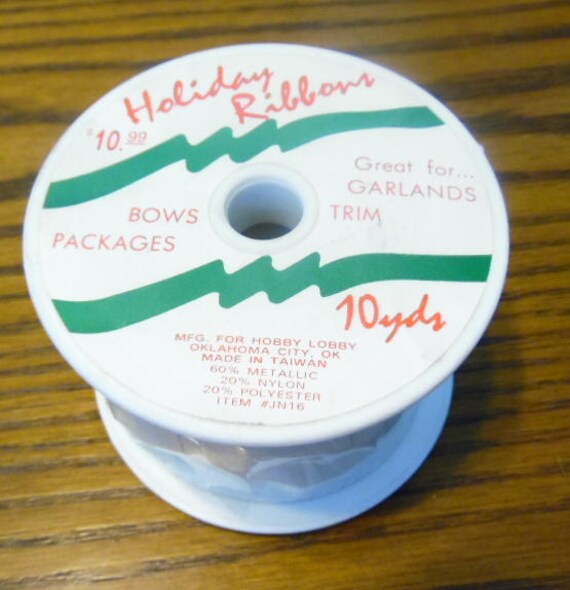 Holiday
Ribbons
$10.99
Great for...
GARLANDS
BOWS
TRIM
PACKAGES
10yds
MFG. FOR HOBBY LOBBY
OKLAHOMA CITY, OK
MADE IN TAIWAN
60% METALLIC
20% NYLON
20% POLYESTER
ITEM #JN16